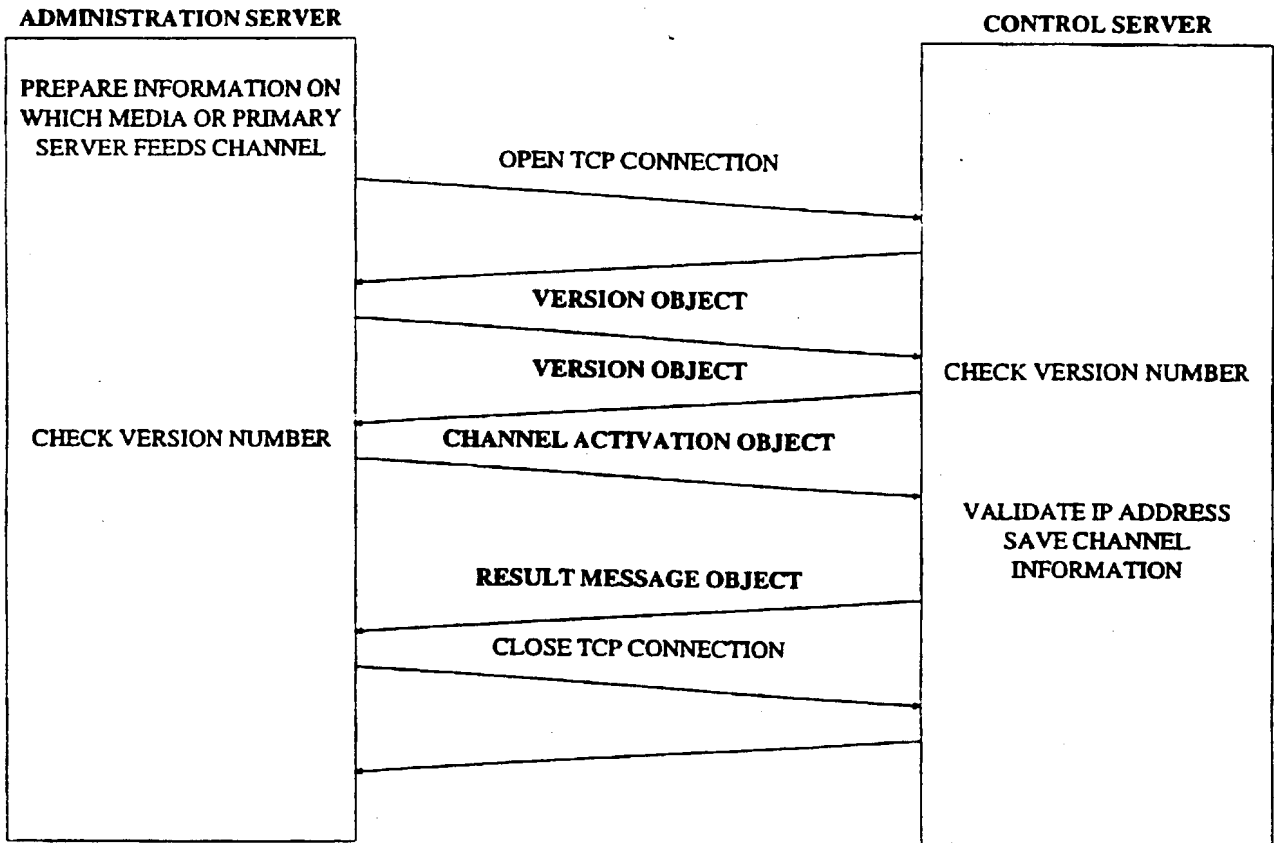 ADMINISTRATION SERVER
CONTROL SERVER
PREPARE INFORMATION ON
WHICH MEDIA OR PRIMARY
SERVER FEEDS CHANNEL
OPEN TCP CONNECTION
VERSION OBJECT
VERSION OBJECT
CHECK VERSION NUMBER
CHECK VERSION NUMBER
CHANNEL ACTIVATION OBJECT
VALIDATE IP ADDRESS
SAVE CHANNEL
INFORMATION
RESULT MESSAGE OBJECT
CLOSE TCP CONNECTION